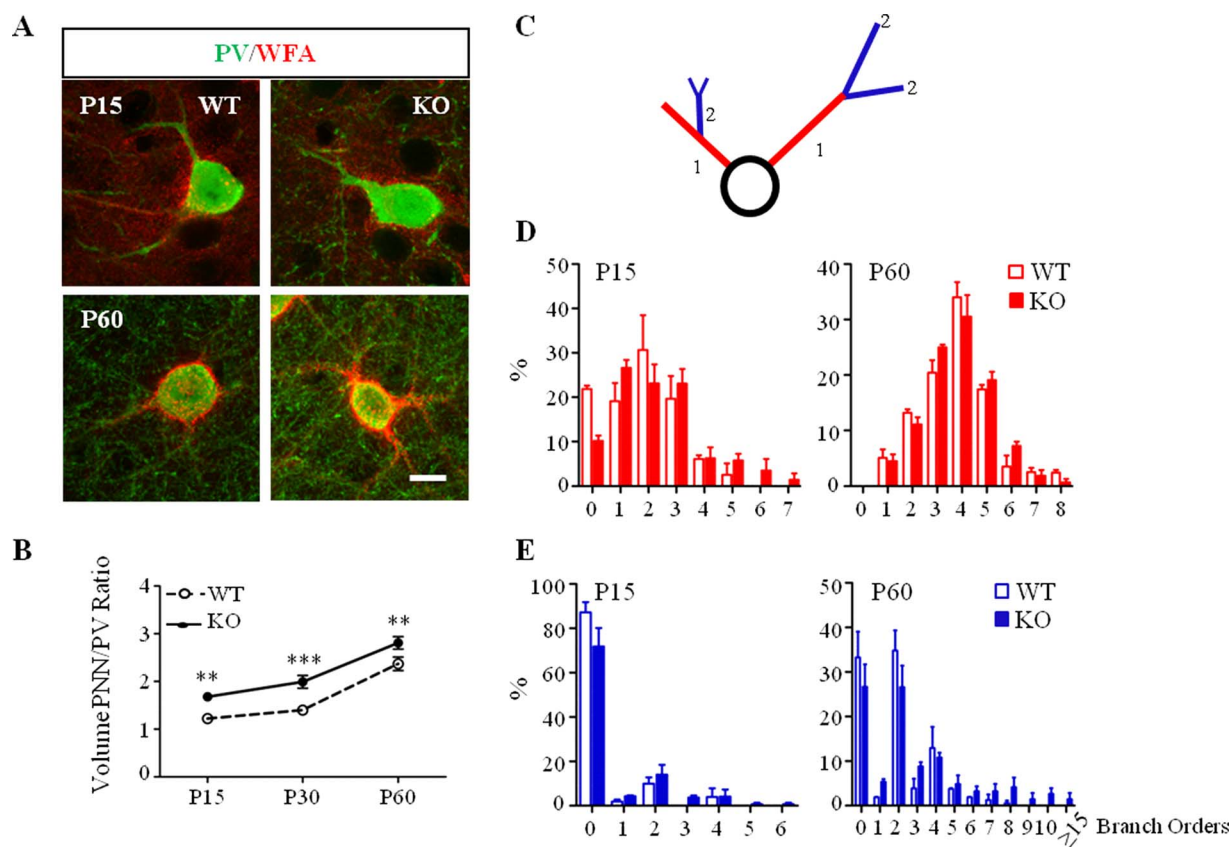 A
PV/WFA
P15 WT
KO
P60
B
Volume PNN/PV Ratio
4
3
2
1
0
WT
KO
**
***
**
P15 P30 P60
C
2
2
2
1
1
D
P15
%
50
40
30
20
10
0
0 1 2 3 4 5 6 7
P60
WT
KO
40
30
20
10
0
0 1 2 3 4 5 6 7 8
E
P15
%
100
80
60
40
20
0
0 1 2 3 4 5 6
P60
WT
KO
50
40
30
20
10
0
0 1 2 3 4 5 6 7 8 9 10 >15 Branch Orders